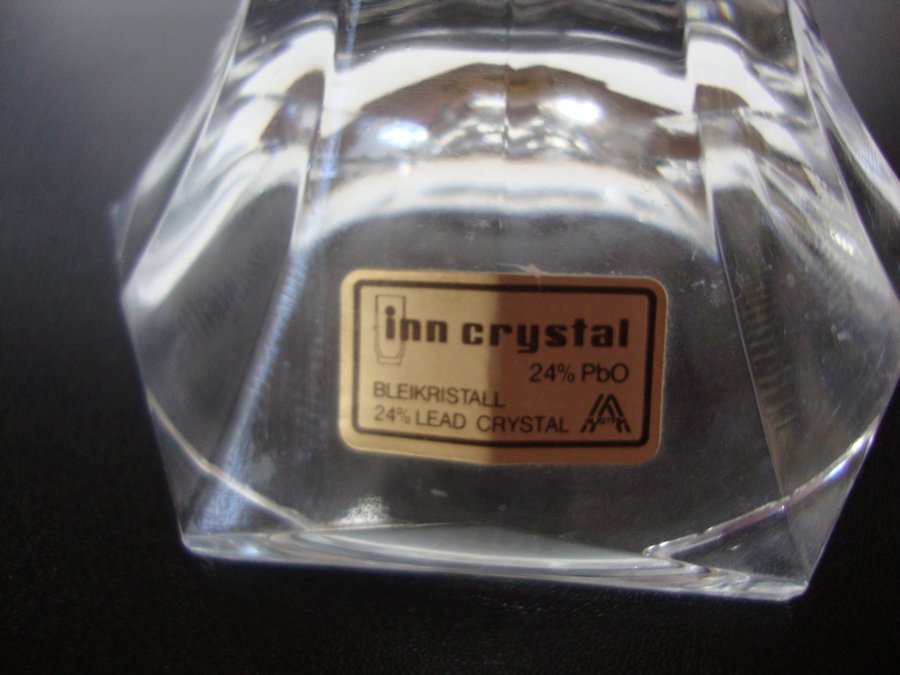 inn crystal
24% PbO
BLEIKRISTALL
24% LEAD CRYSTAL